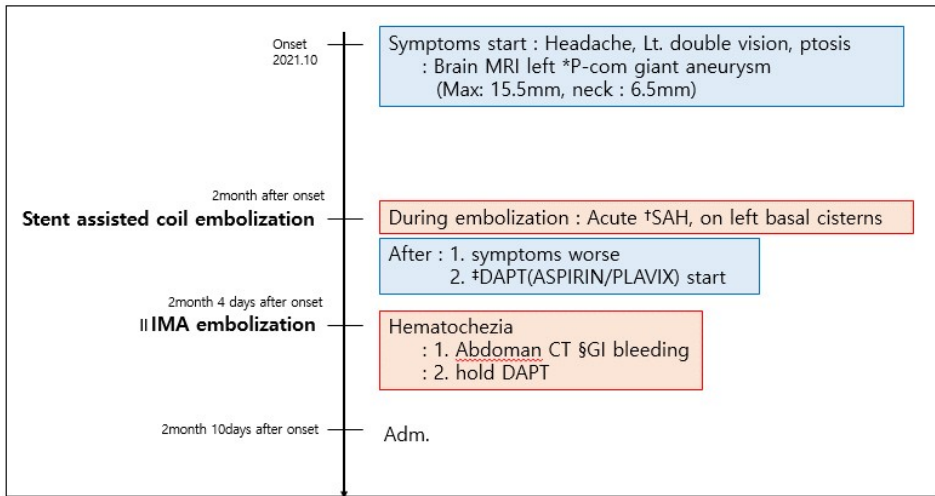 Onset
2021.10
Symptoms start : Headache, Lt. double vision, ptosis
: Brain MRI left *P-com giant aneurysm
(Max: 15.5mm, neck : 6.5mm)
2month after onset
Stent assisted coil embolization
During embolization : Acute †SAH, on left basal cisterns
After : 1. symptoms worse
2. ‡DAPT(ASPIRIN/PLAVIX) start
2month 4 days after onset
॥IMA embolization
Hematochezia
: 1. Abdoman CT §GI bleeding
: 2. hold DAPT
2month 10days after onset
Adm.